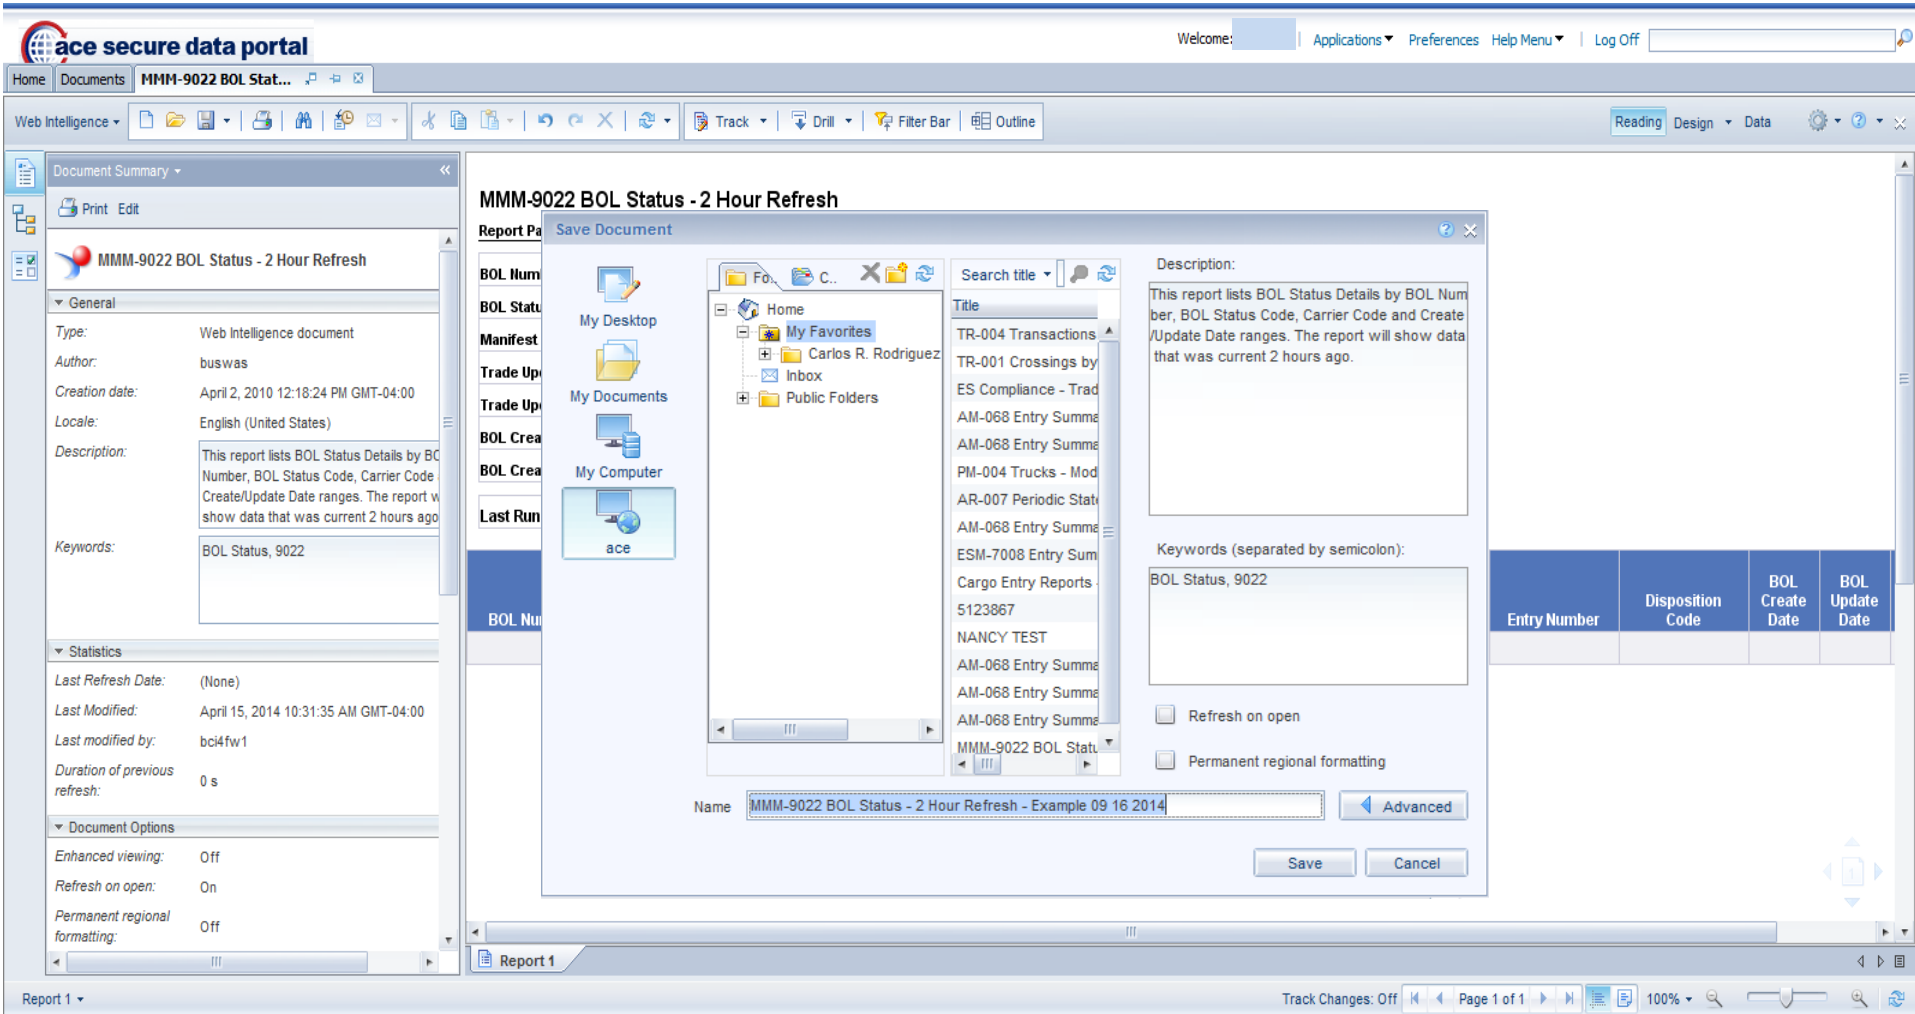 ace secure data portal
Welcome:
Applications
Preferences
Help Menu
Log Off
Home
Documents
MMM-9022 BOL Stat...
Web Intelligence
Track
Drill
Filter Bar
Outline
Reading
Design
Data
Document Summary
Print Edit
MMM-9022 BOL Status - 2 Hour Refresh
General
Type: Web Intelligence document
Author: buswas
Creation date: April 2, 2010 12:18:24 PM GMT-04:00
Locale: English (United States)
Description: This report lists BOL Status Details by BO
Number, BOL Status Code, Carrier Code
Create/Update Date ranges. The report w
show data that was current 2 hours ago
Keywords: BOL Status, 9022
Statistics
Last Refresh Date: (None)
Last Modified: April 15, 2014 10:31:35 AM GMT-04:00
Last modified by: bci4fw1
Duration of previous
refresh: 0 s
Document Options
Enhanced viewing: Off
Refresh on open: On
Permanent regional
formatting: Off
MMM-9022 BOL Status - 2 Hour Refresh
Report Pa
BOL Num
BOL Statu
Manifest
Trade Up
Trade Up
BOL Crea
BOL Crea
Last Run
BOL Nu
Save Document
My Desktop
My Documents
My Computer
ace
Fo..
C..
Home
My Favorites
Carlos R. Rodriguez
Inbox
Public Folders
Search title
Title
TR-004 Transactions
TR-001 Crossings by
ES Compliance - Trad
AM-068 Entry Summa
AM-068 Entry Summa
PM-004 Trucks - Mod
AR-007 Periodic State
AM-068 Entry Summa
ESM-7008 Entry Sum
Cargo Entry Reports -
5123867
NANCY TEST
AM-068 Entry Summa
AM-068 Entry Summa
AM-068 Entry Summa
MMM-9022 BOL Statu
Description:
This report lists BOL Status Details by BOL Num
ber, BOL Status Code, Carrier Code and Create
/Update Date ranges. The report will show data
that was current 2 hours ago.
Keywords (separated by semicolon):
BOL Status, 9022
Refresh on open
Permanent regional formatting
Name MMM-9022 BOL Status - 2 Hour Refresh - Example 09 16 2014
Advanced
Save
Cancel
Entry Number
Disposition
Code
BOL
Create
Date
BOL
Update
Date
1
Report 1
Report 1
Track Changes: Off
Page 1 of 1
100%